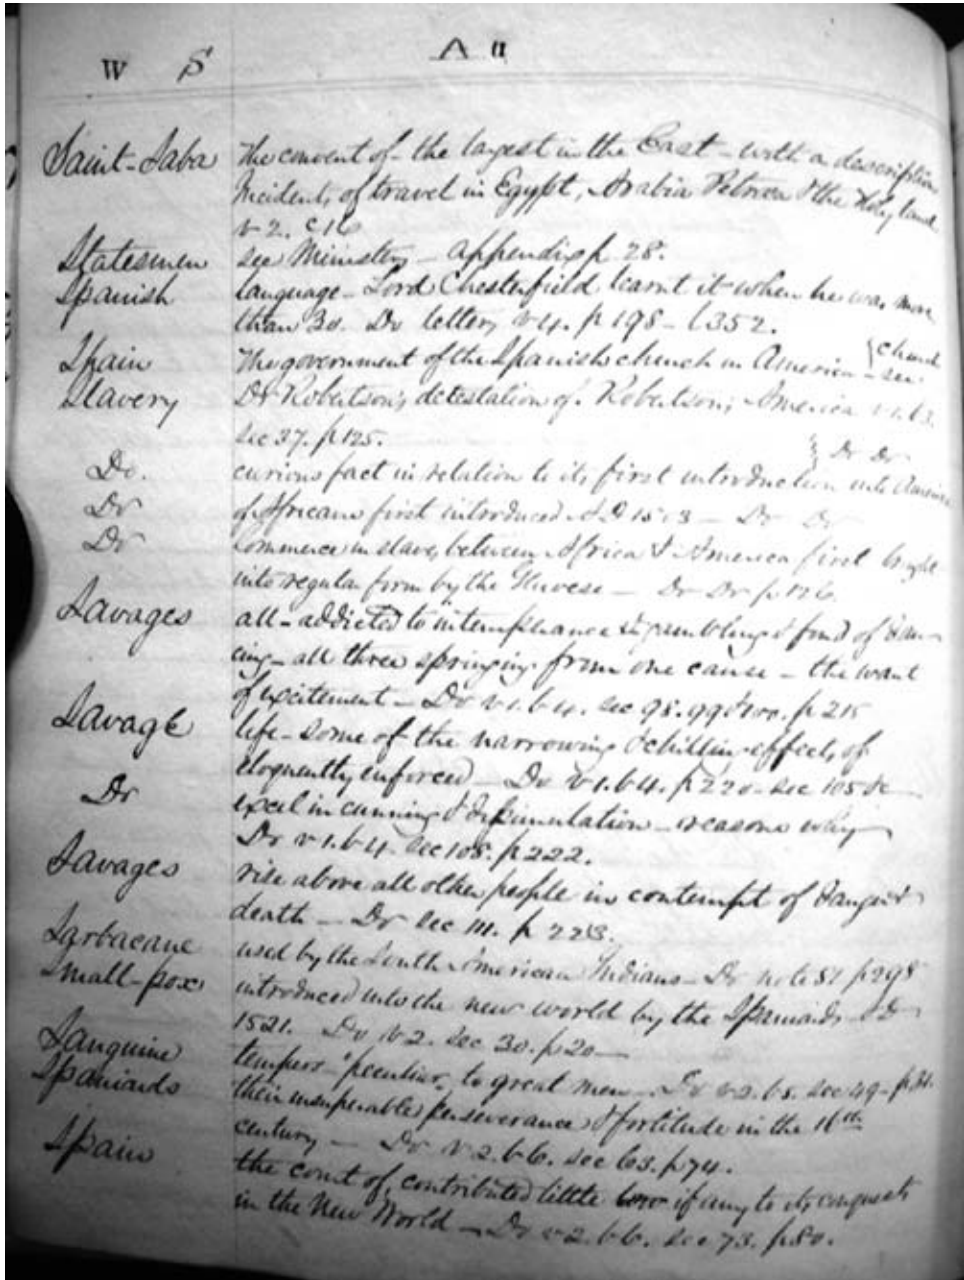 W S A a
Saint-Saba The convent of - the largest in the East - with a description
Incidents of travel in Egypt, Arabia Petraea & the Holy land
v 2. c 16
Statesmen see Ministers - appendix p 28.
Spanish language - Lord Chesterfield learnt it when he was more
than 30. Do letters v 4. p 198 - l 352.
Spain The government of the Spanish church in America - { church see
Slavery Dr Robertson's detestation of. Robertson's America v 1. b 3.
sec 37. p 125. } Do Do
Do. curious fact in relation to its first introduction into America
Do of Africans first introduced A D 1503 - Do Do
Do Commerce in slaves between Africa & America first brought
into regular form by the Genoese - Do Do p 126.
Savages all - addicted to intemperance & gambling & fond of dan-
cing - all three springing from one cause - the want
of excitement - Do v 1. b 4. sec 98. 99 & 100. p 215
Savage life - some of the narrowing & chilling effects of
eloquently enforced - Do v 1. b 4. p 220 - sec 105 &c
Do excel in cunning & dissimulation - reasons why
Do v 1. b 4. sec 108. p 222.
Savages rise above all other people in contempt of danger &
death - Do sec 111. p 223.
Sarbacane used by the South American Indians - Do note 51 p 298
Small-pox introduced into the new world by the Spaniards A D
1521. Do v 2. sec 30. p 20 -
Sanguine tempers "peculiar" to great men - Do v 2. b 5. sec 49 - p 31.
Spaniards their insuperable perseverance & fortitude in the 16th
century - Do v 2. b 6. sec 63. p 74.
Spain the court of, contributed little if any to its conquests
in the New World - Do v 2. b 6. sec 73. p 80.